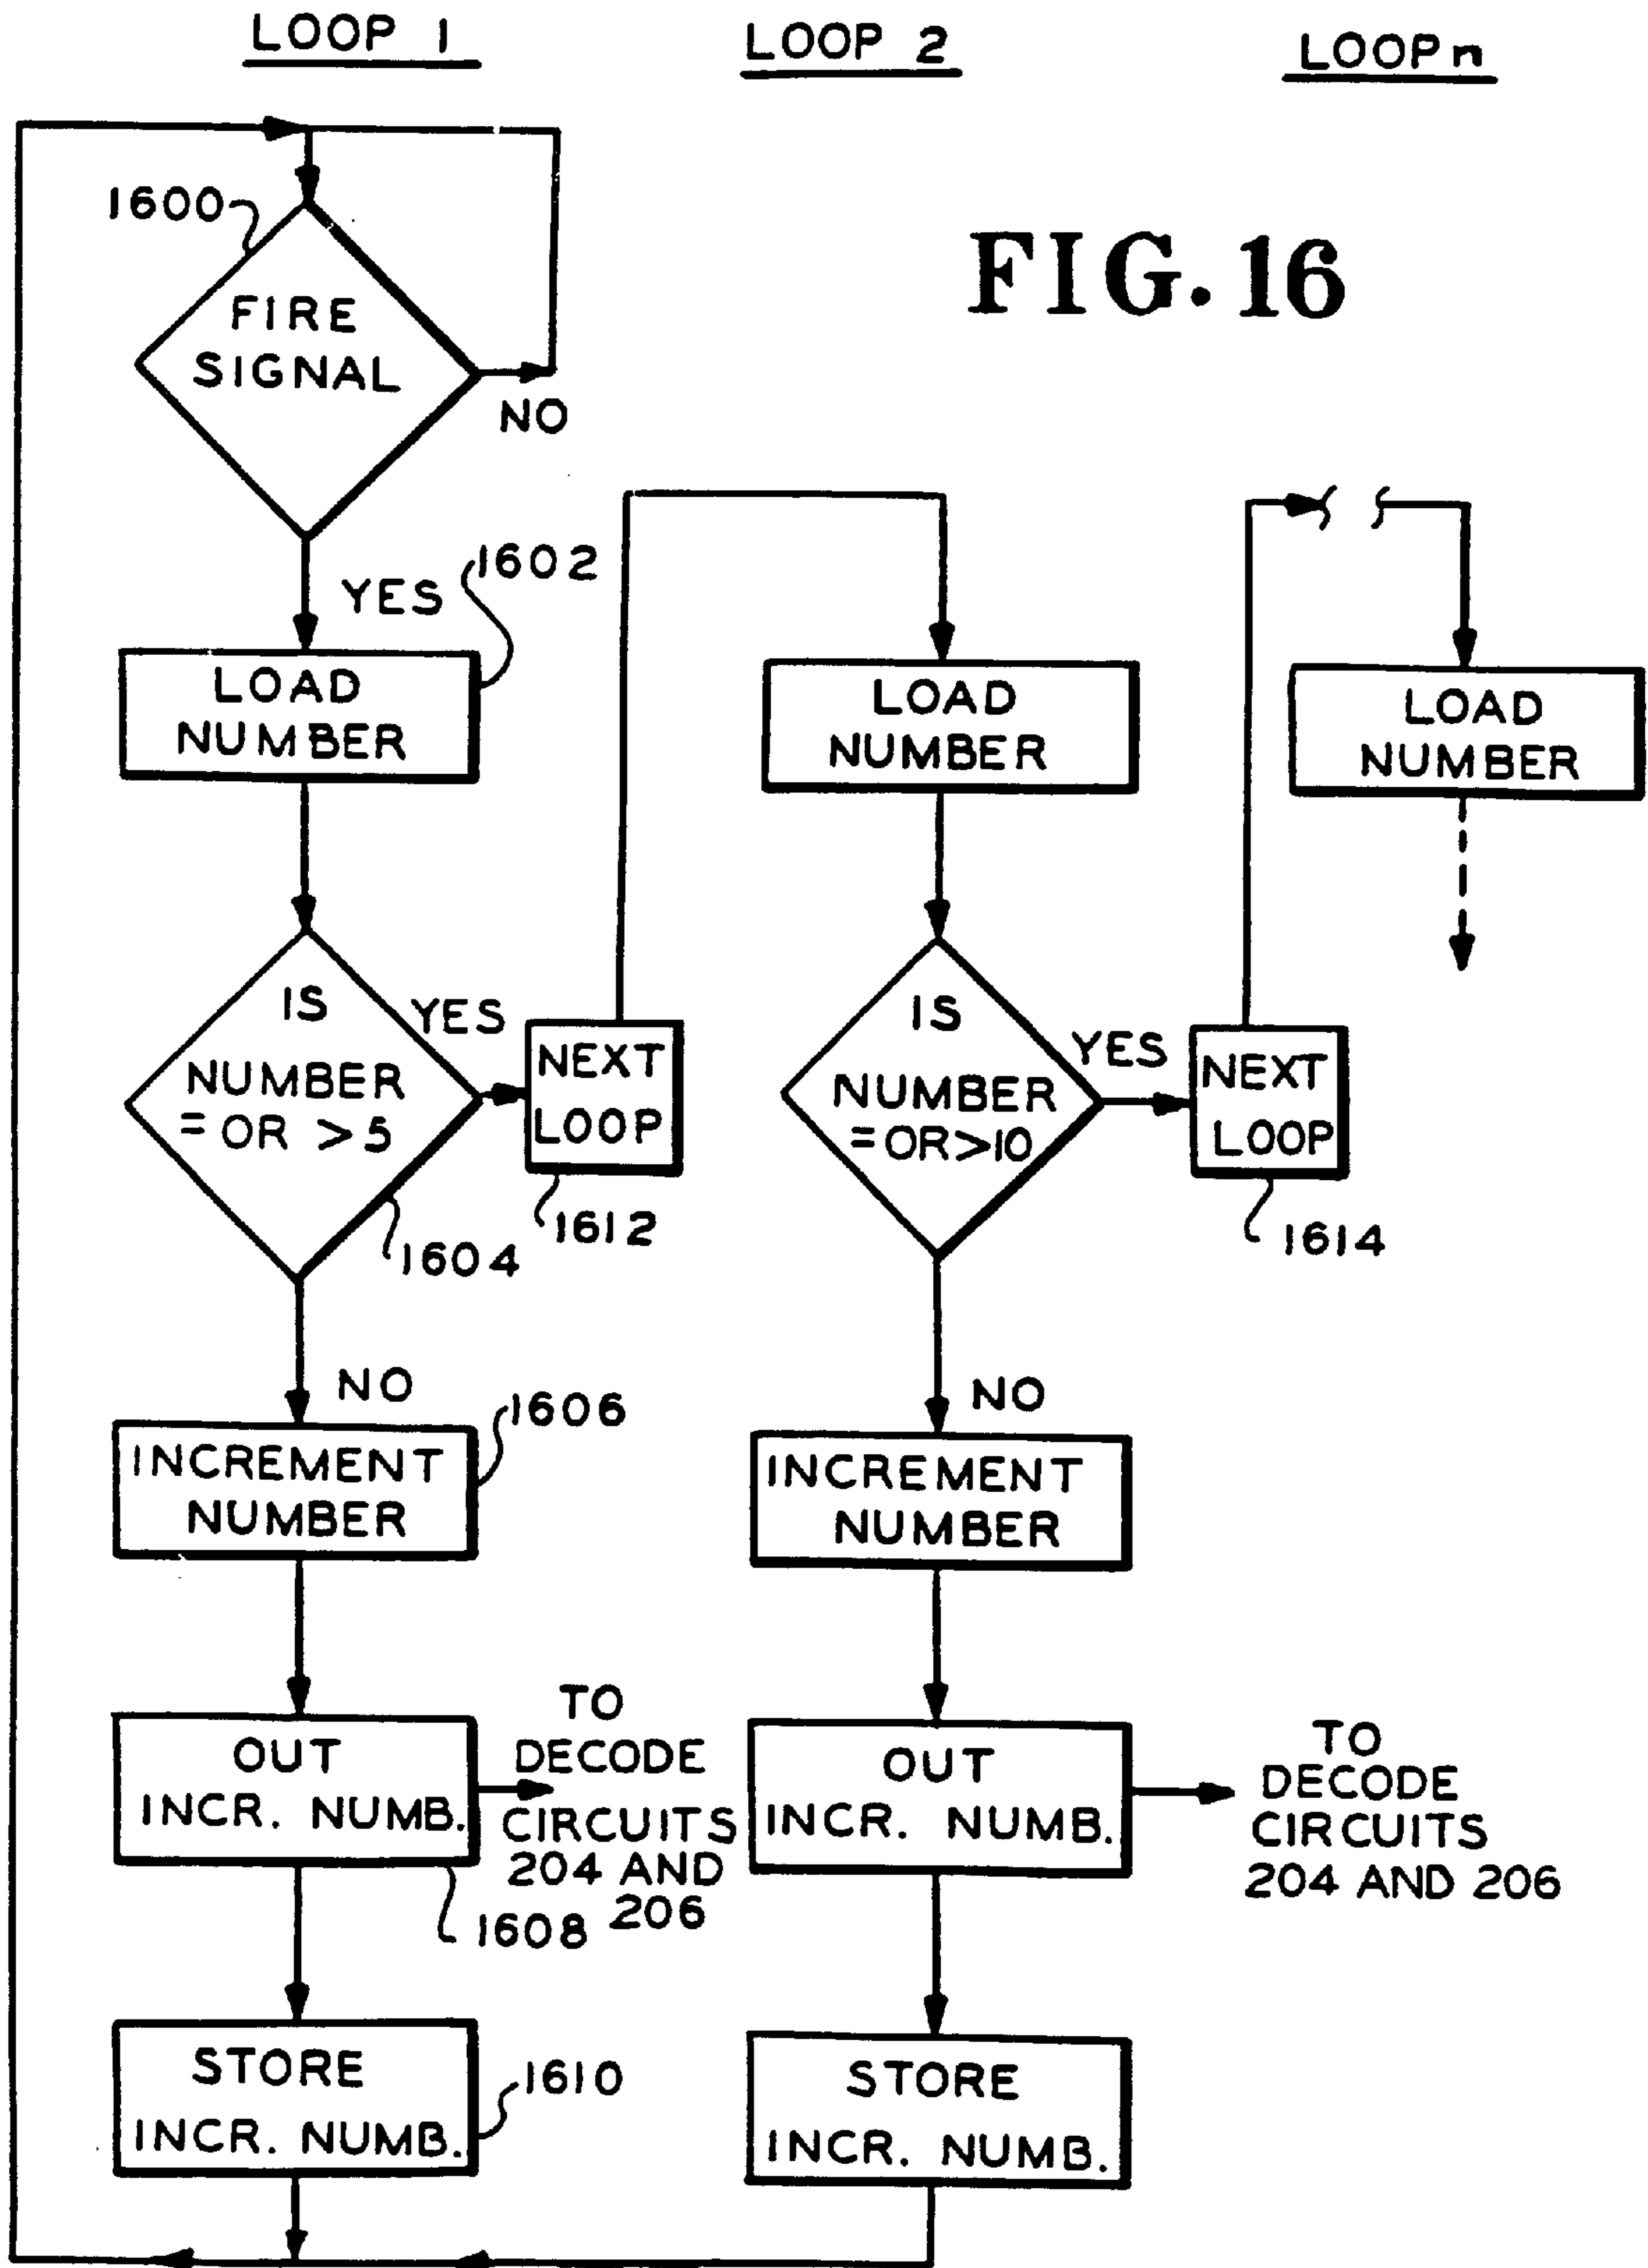 LOOP 1
LOOP 2
LOOP n
FIG. 16
1600
FIRE
SIGNAL
NO
YES
1602
LOAD
NUMBER
IS
NUMBER
= OR > 5
YES
NEXT
LOOP
1612
1604
NO
INCREMENT
NUMBER
1606
OUT
INCR. NUMB.
TO
DECODE
CIRCUITS
204 AND
206
1608
STORE
INCR. NUMB.
1610
LOAD
NUMBER
IS
NUMBER
= OR > 10
YES
NEXT
LOOP
1614
NO
INCREMENT
NUMBER
OUT
INCR. NUMB.
TO
DECODE
CIRCUITS
204 AND 206
STORE
INCR. NUMB.
LOAD
NUMBER